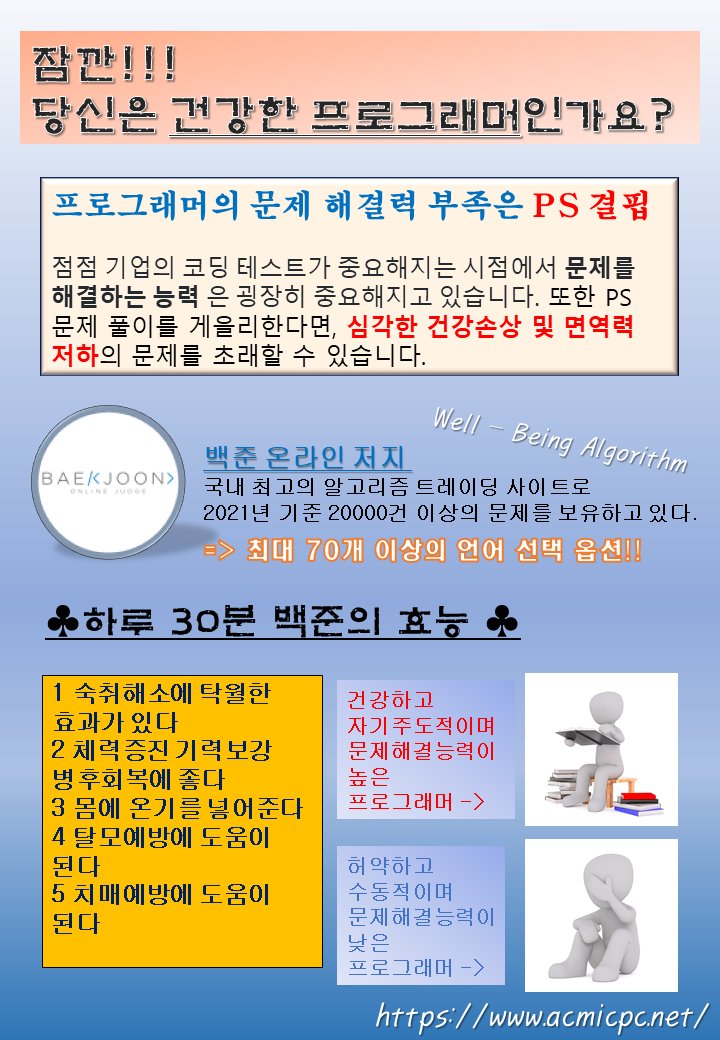 잠깐!!!
당신은 건강한 프로그래머인가요?
프로그래머의 문제 해결력 부족은 PS 결핍
점점 기업의 코딩 테스트가 중요해지는 시점에서 문제를
해결하는 능력 은 굉장히 중요해지고 있습니다. 또한 PS
문제 풀이를 게을리한다면, 심각한 건강손상 및 면역력
저하의 문제를 초래할 수 있습니다.
Well – Being Algorithm
BAEKJOON>
ONLINE JUDGE
백준 온라인 저지
국내 최고의 알고리즘 트레이딩 사이트로
2021년 기준 20000건 이상의 문제를 보유하고 있다.
=> 최대 70개 이상의 언어 선택 옵션!!
♣하루 30분 백준의 효능 ♣
1 숙취해소에 탁월한
효과가 있다
2 체력증진 기력보강
병후회복에 좋다
3 몸에 온기를 넣어준다
4 탈모예방에 도움이
된다
5 치매예방에 도움이
된다
건강하고
자기주도적이며
문제해결능력이
높은
프로그래머 ->
허약하고
수동적이며
문제해결능력이
낮은
프로그래머 ->
https://www.acmicpc.net/